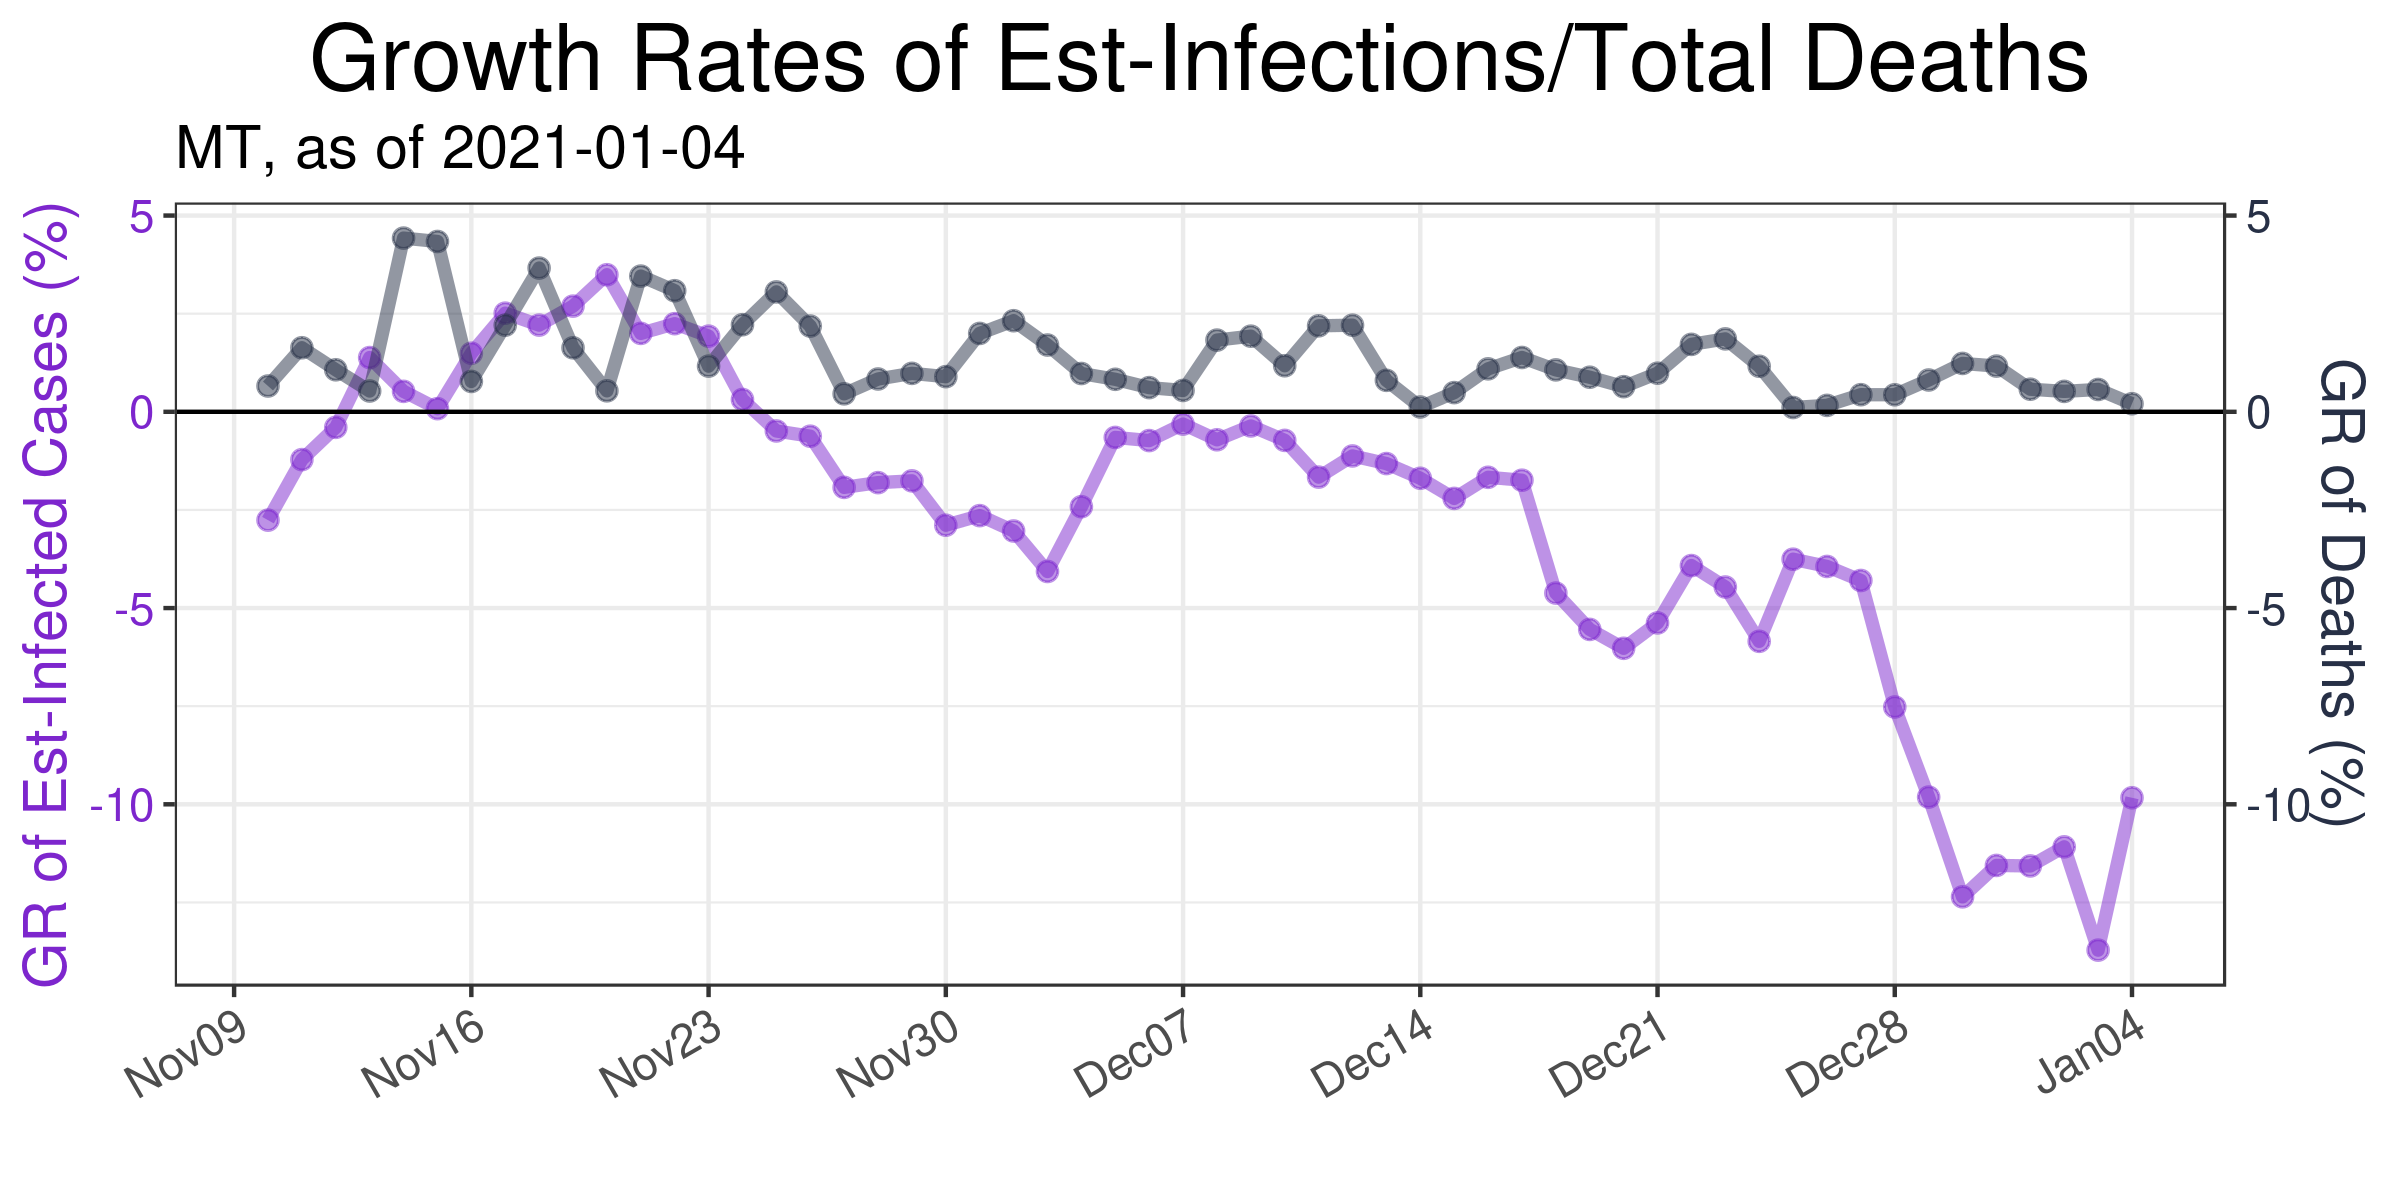 Growth Rates of Est-Infections/Total Deaths
MT, as of 2021-01-04
GR of Est-Infected Cases (%)
5
0
-5
-10
5
0
-5
-10
GR of Deaths (%)
Nov09
Nov16
Nov23
Nov30
Dec07
Dec14
Dec21
Dec28
Jan04